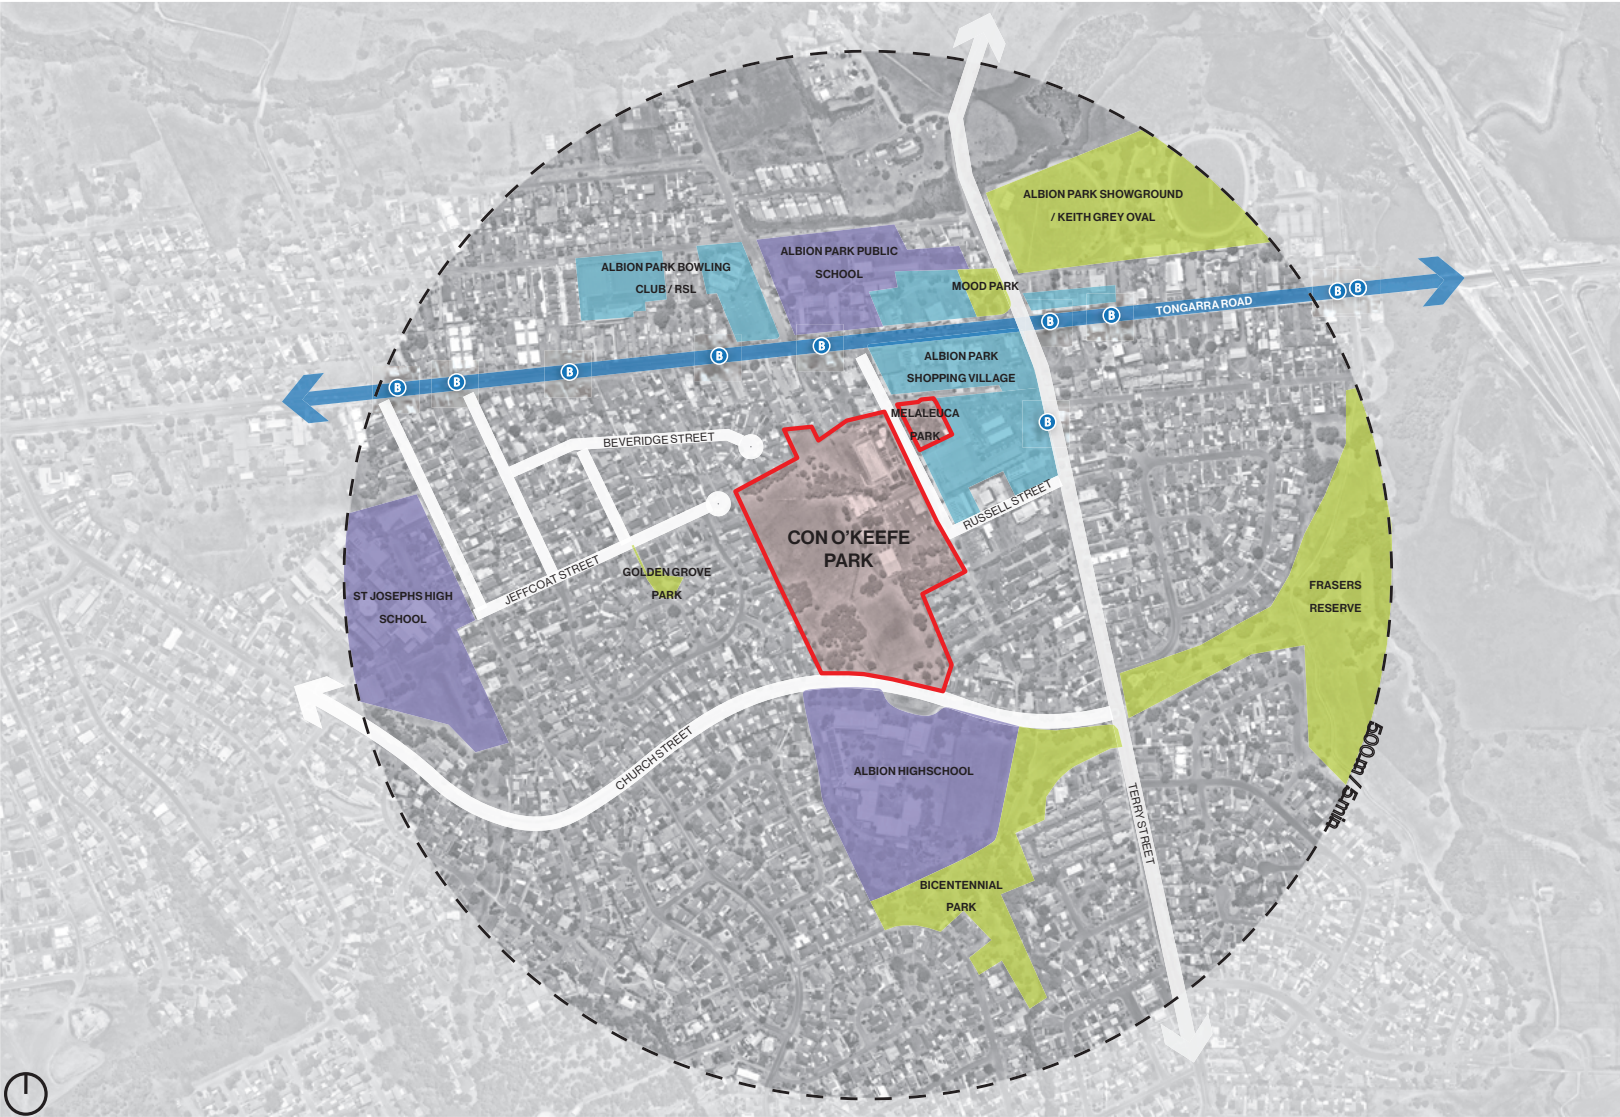 ALBION PARK SHOWGROUND
/ KEITH GREY OVAL
ALBION PARK PUBLIC
SCHOOL
ALBION PARK BOWLING
CLUB / RSL
MOOD PARK
B
B
TONGARRA ROAD
B
B
B
B
B
B
B
ALBION PARK
SHOPPING VILLAGE
MELALEUCA
PARK
B
BEVERIDGE STREET
RUSSELL STREET
CON O'KEEFE
PARK
JEFFCOAT STREET
GOLDEN GROVE
PARK
ST JOSEPHS HIGH
SCHOOL
FRASERS
RESERVE
CHURCH STREET
ALBION HIGHSCHOOL
500m / 5 min
TERRY STREET
BICENTENNIAL
PARK